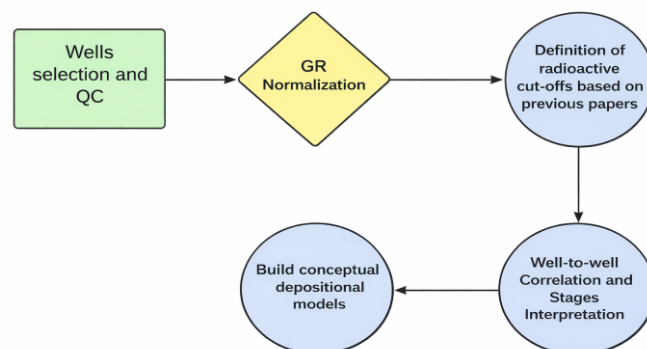 Wells
selection and
QC
GR
Normalization
Definition of
radioactive
cut-offs based on
previous papers
Well-to-well
Correlation and
Stages
Interpretation
Build conceptual
depositional
models